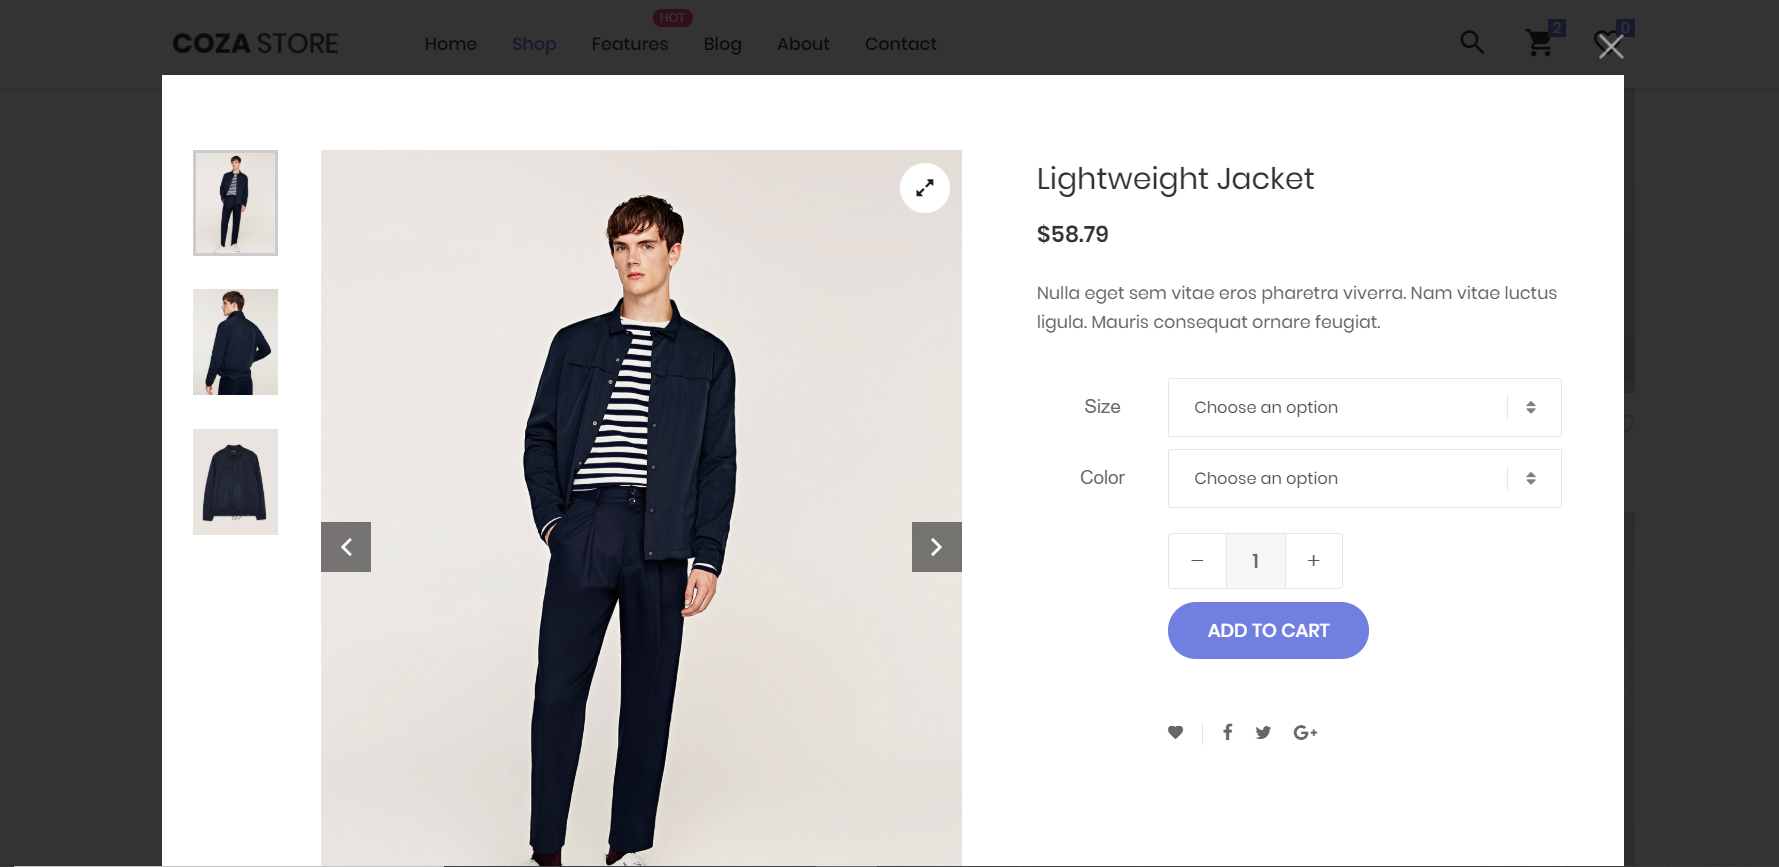 HOT
COZA STORE Home Shop Features Blog About Contact 2 0
Lightweight Jacket
$58.79
Nulla eget sem vitae eros pharetra viverra. Nam vitae luctus
ligula. Mauris consequat ornare feugiat.
Size Choose an option
Color Choose an option
− 1 +
ADD TO CART